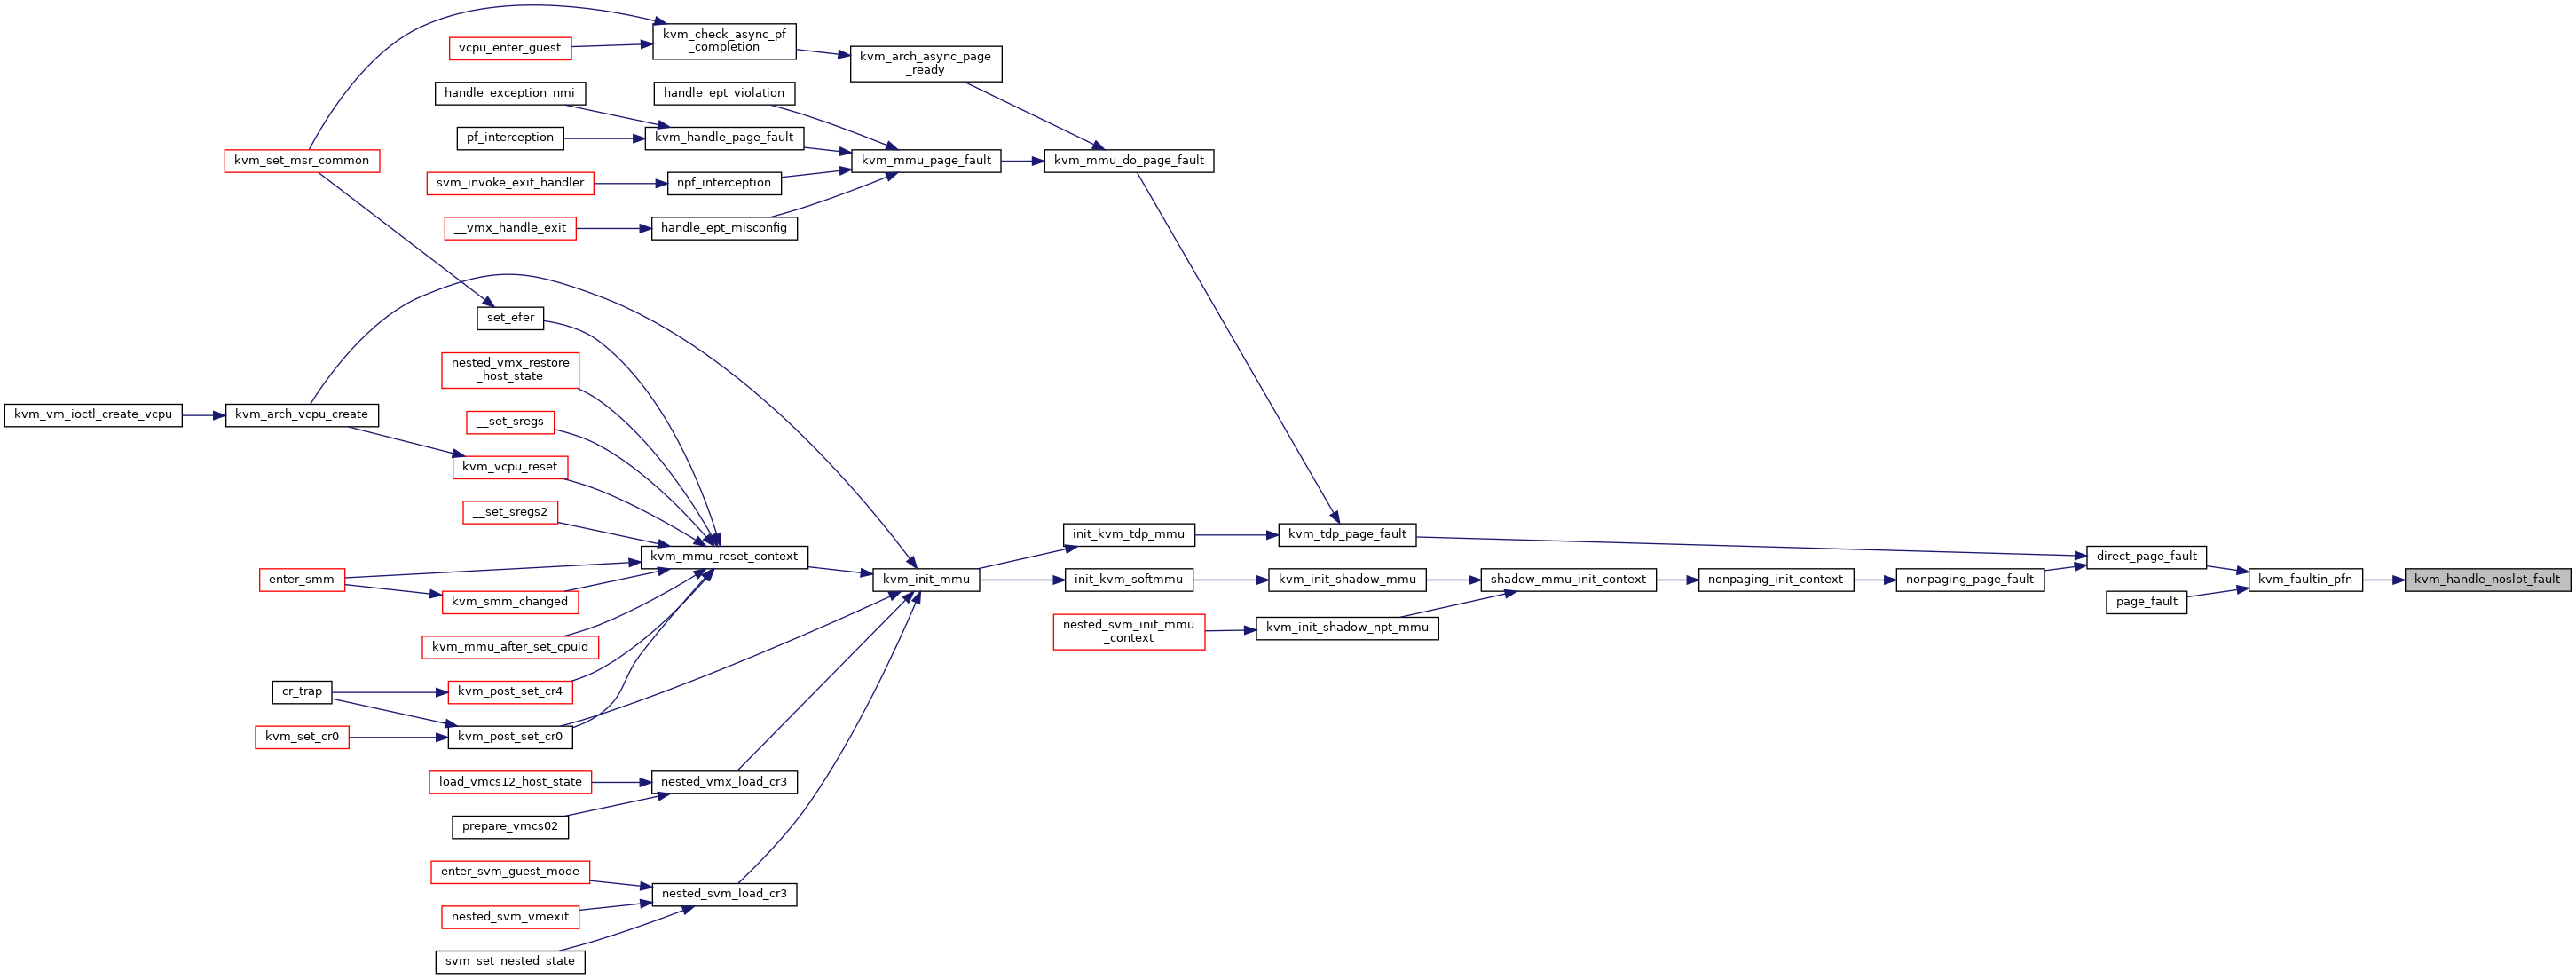 kvm_check_async_pf
_completion
vcpu_enter_guest
kvm_arch_async_page
_ready
handle_exception_nmi
handle_ept_violation
pf_interception
kvm_handle_page_fault
kvm_set_msr_common
kvm_mmu_page_fault
kvm_mmu_do_page_fault
svm_invoke_exit_handler
npf_interception
__vmx_handle_exit
handle_ept_misconfig
set_efer
nested_vmx_restore
_host_state
kvm_vm_ioctl_create_vcpu
kvm_arch_vcpu_create
__set_sregs
kvm_vcpu_reset
__set_sregs2
init_kvm_tdp_mmu
kvm_tdp_page_fault
kvm_mmu_reset_context
direct_page_fault
enter_smm
kvm_init_mmu
init_kvm_softmmu
kvm_init_shadow_mmu
shadow_mmu_init_context
nonpaging_init_context
nonpaging_page_fault
kvm_faultin_pfn
kvm_handle_noslot_fault
kvm_smm_changed
page_fault
nested_svm_init_mmu
_context
kvm_init_shadow_npt_mmu
kvm_mmu_after_set_cpuid
cr_trap
kvm_post_set_cr4
kvm_set_cr0
kvm_post_set_cr0
load_vmcs12_host_state
nested_vmx_load_cr3
prepare_vmcs02
enter_svm_guest_mode
nested_svm_load_cr3
nested_svm_vmexit
svm_set_nested_state